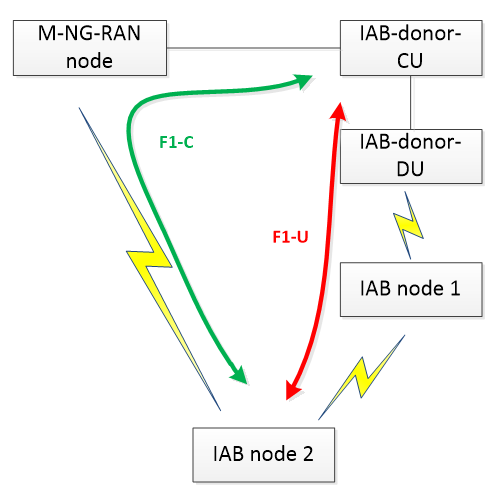 M-NG-RAN
node
IAB-donor-
CU
F1-C
IAB-donor-
DU
F1-U
IAB node 1
IAB node 2